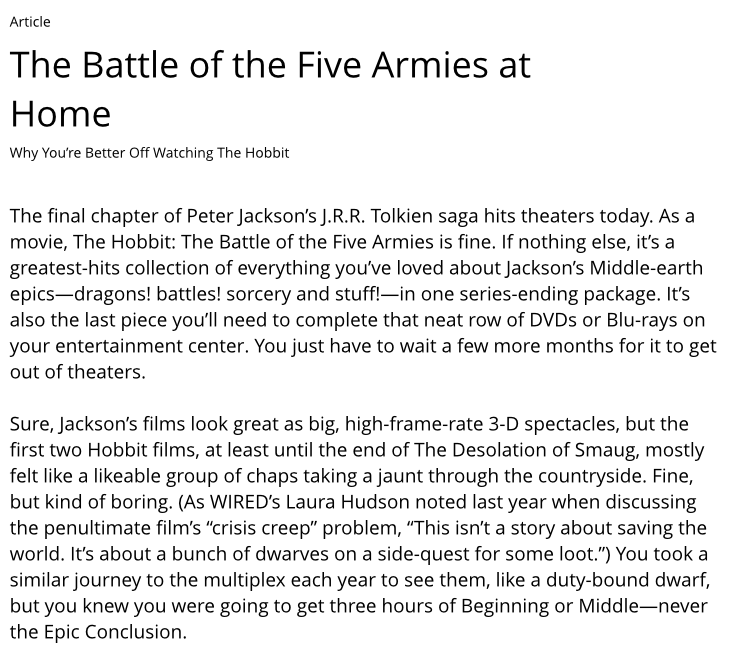 Article
The Battle of the Five Armies at
Home
Why You’re Better Off Watching The Hobbit
The final chapter of Peter Jackson’s J.R.R. Tolkien saga hits theaters today. As a
movie, The Hobbit: The Battle of the Five Armies is fine. If nothing else, it’s a
greatest-hits collection of everything you’ve loved about Jackson’s Middle-earth
epics—dragons! battles! sorcery and stuff!—in one series-ending package. It’s
also the last piece you’ll need to complete that neat row of DVDs or Blu-rays on
your entertainment center. You just have to wait a few more months for it to get
out of theaters.
Sure, Jackson’s films look great as big, high-frame-rate 3-D spectacles, but the
first two Hobbit films, at least until the end of The Desolation of Smaug, mostly
felt like a likeable group of chaps taking a jaunt through the countryside. Fine,
but kind of boring. (As WIRED’s Laura Hudson noted last year when discussing
the penultimate film’s “crisis creep” problem, “This isn’t a story about saving the
world. It’s about a bunch of dwarves on a side-quest for some loot.”) You took a
similar journey to the multiplex each year to see them, like a duty-bound dwarf,
but you knew you were going to get three hours of Beginning or Middle—never
the Epic Conclusion.